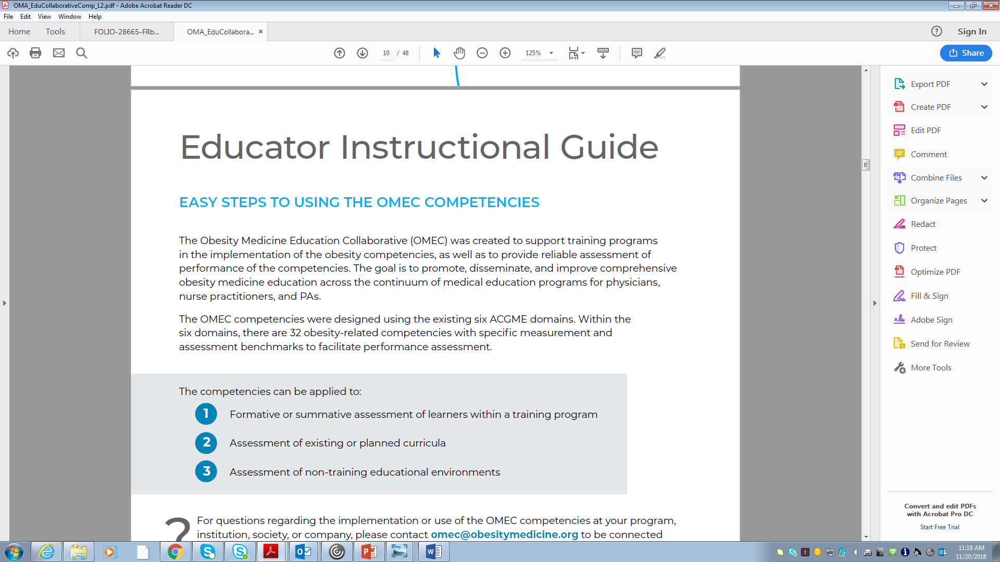 OMA_EduCollaborativeComp_L2.pdf - Adobe Acrobat Reader DC
File Edit View Window Help
Home Tools FOLIO-28665-FRb... OMA_EduCollabora... × ? Sign In
10 / 48 125% Share
Educator Instructional Guide
EASY STEPS TO USING THE OMEC COMPETENCIES
The Obesity Medicine Education Collaborative (OMEC) was created to support training programs
in the implementation of the obesity competencies, as well as to provide reliable assessment of
performance of the competencies. The goal is to promote, disseminate, and improve comprehensive
obesity medicine education across the continuum of medical education programs for physicians,
nurse practitioners, and PAs.
The OMEC competencies were designed using the existing six ACGME domains. Within the
six domains, there are 32 obesity-related competencies with specific measurement and
assessment benchmarks to facilitate performance assessment.
The competencies can be applied to:
1 Formative or summative assessment of learners within a training program
2 Assessment of existing or planned curricula
3 Assessment of non-training educational environments
? For questions regarding the implementation or use of the OMEC competencies at your program,
institution, society, or company, please contact omec@obesitymedicine.org to be connected
Export PDF
Create PDF
Edit PDF
Comment
Combine Files
Organize Pages
Redact
Protect
Optimize PDF
Fill & Sign
Adobe Sign
Send for Review
More Tools
Convert and edit PDFs
with Acrobat Pro DC
Start Free Trial
11:18 AM
11/20/2018